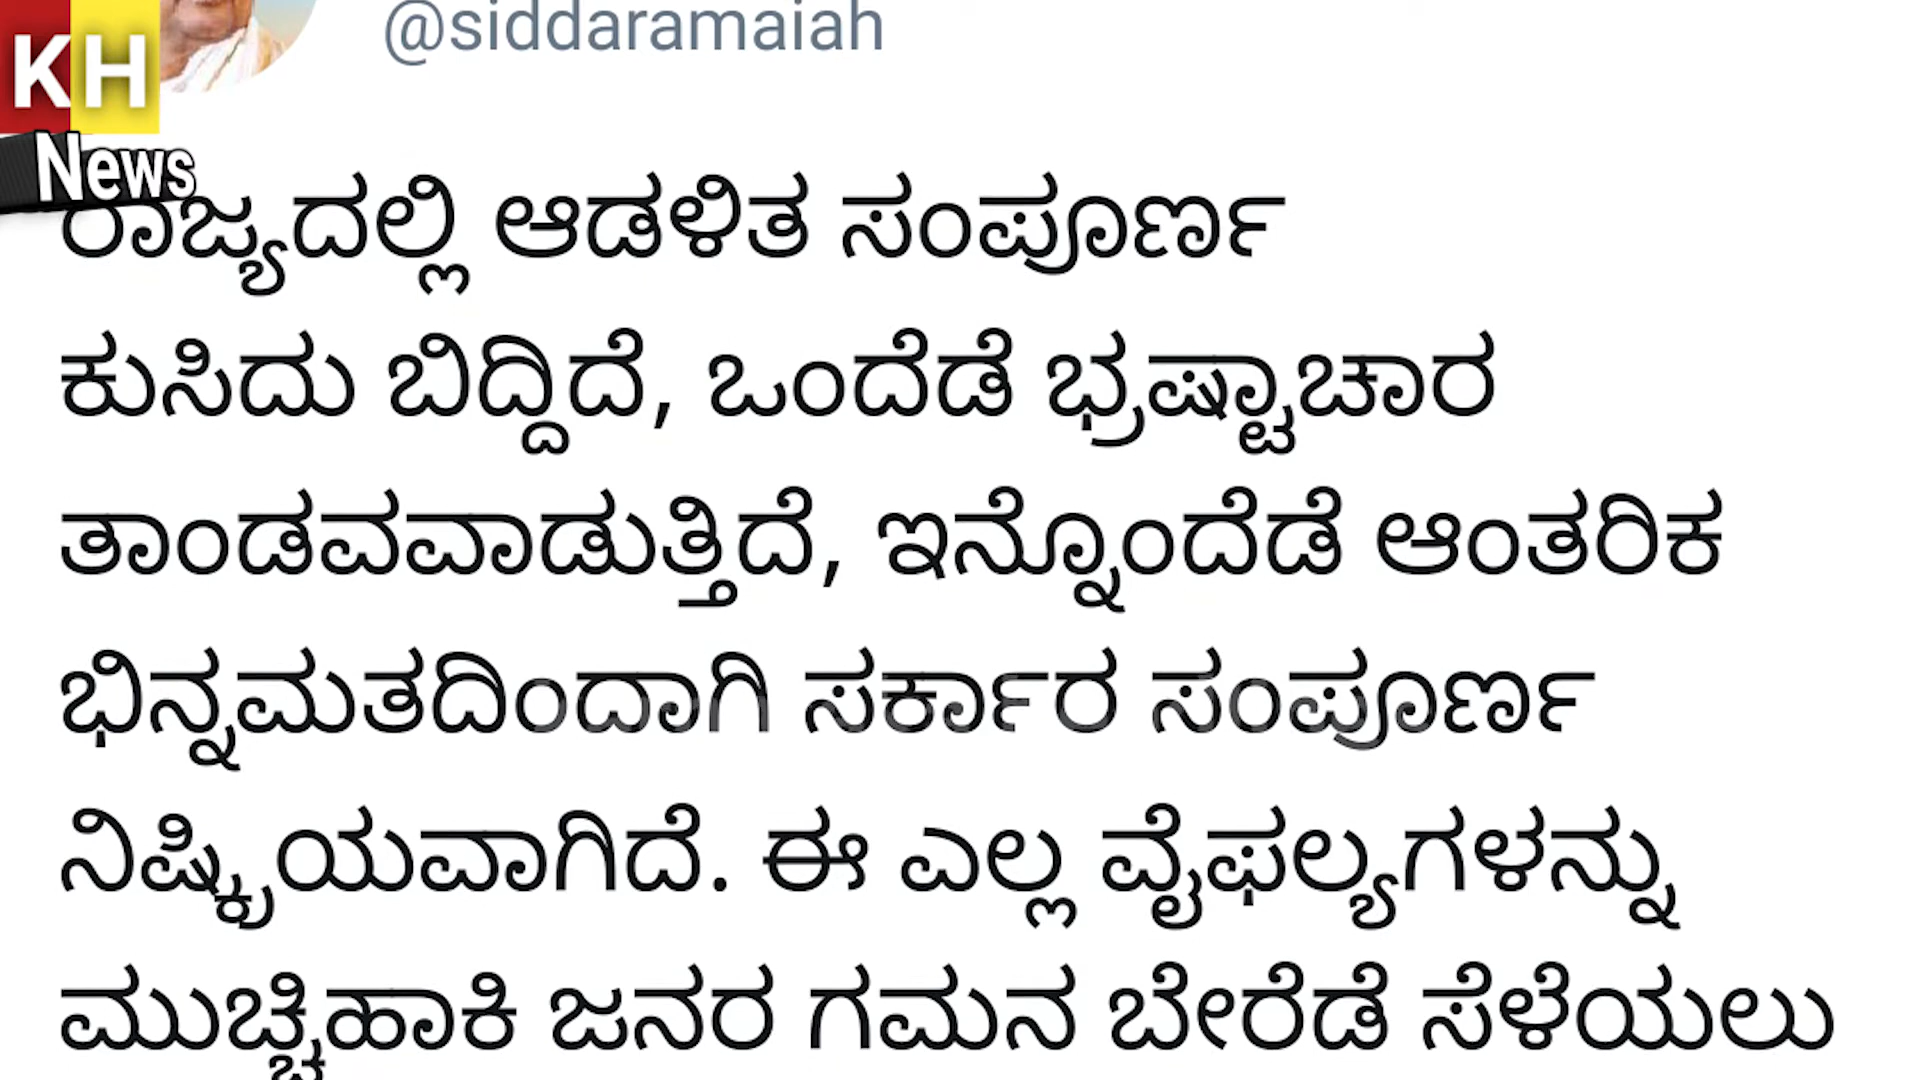 @siddaramaiah
KH
News
ರಾಜ್ಯದಲ್ಲಿ ಆಡಳಿತ ಸಂಪೂರ್ಣ
ಕುಸಿದು ಬಿದ್ದಿದೆ, ಒಂದೆಡೆ ಭ್ರಷ್ಟಾಚಾರ
ತಾಂಡವವಾಡುತ್ತಿದೆ, ಇನ್ನೊಂದೆಡೆ ಆಂತರಿಕ
ಭಿನ್ನಮತದಿಂದಾಗಿ ಸರ್ಕಾರ ಸಂಪೂರ್ಣ
ನಿಷ್ಕ್ರಿಯವಾಗಿದೆ. ಈ ಎಲ್ಲ ವೈಫಲ್ಯಗಳನ್ನು
ಮುಚ್ಚಿಹಾಕಿ ಜನರ ಗಮನ ಬೇರೆಡೆ ಸೆಳೆಯಲು